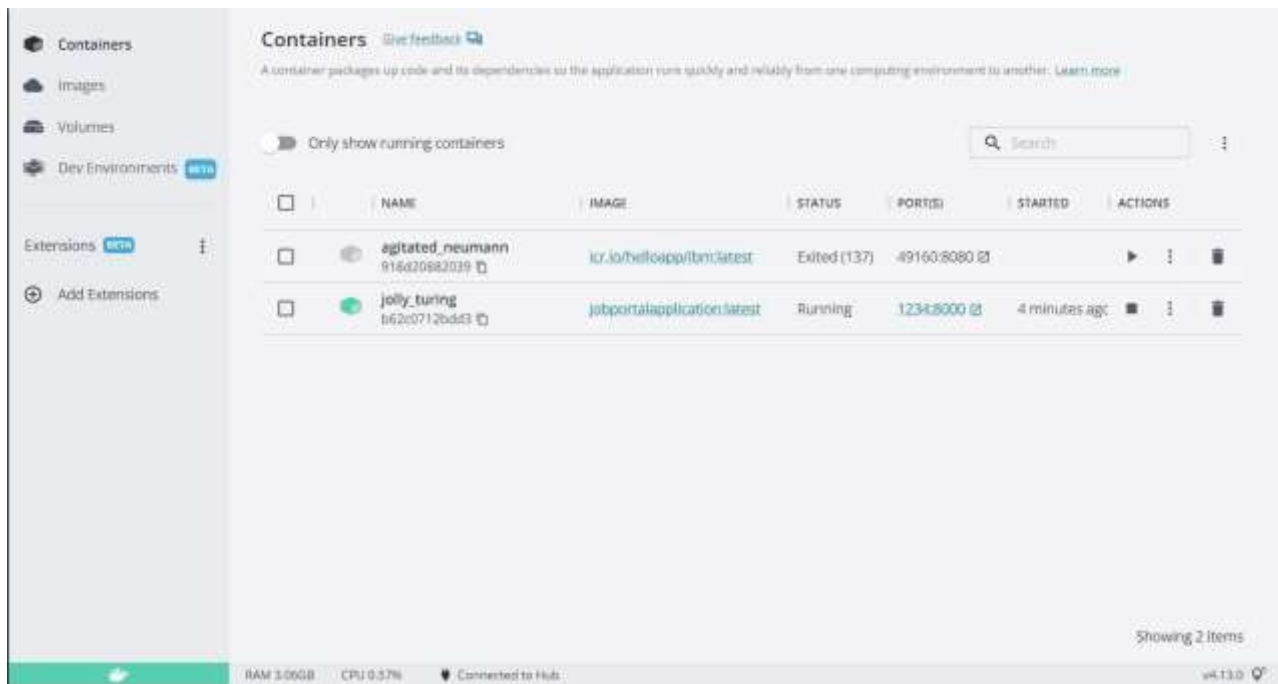 Containers
Images
Volumes
Dev Environments BETA
Extensions BETA
Add Extensions
Containers Give feedback
A container packages up code and its dependencies so the application runs quickly and reliably from one computing environment to another. Learn more
Only show running containers
Search
NAME IMAGE STATUS PORT(S) STARTED ACTIONS
agitated_neumann
916d20882039
icr.io/helloapp/ibm:latest Exited (137) 49160:8080
jolly_turing
b62c0712bdd3
jobportalapplication:latest Running 1234:8000 4 minutes agc
Showing 2 items
RAM 3.06GB CPU 0.37% Connected to Hub
v4.13.0